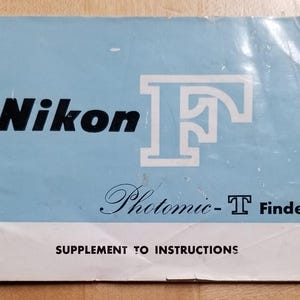 Nikon F
Photomic-T Finde
SUPPLEMENT TO INSTRUCTIONS